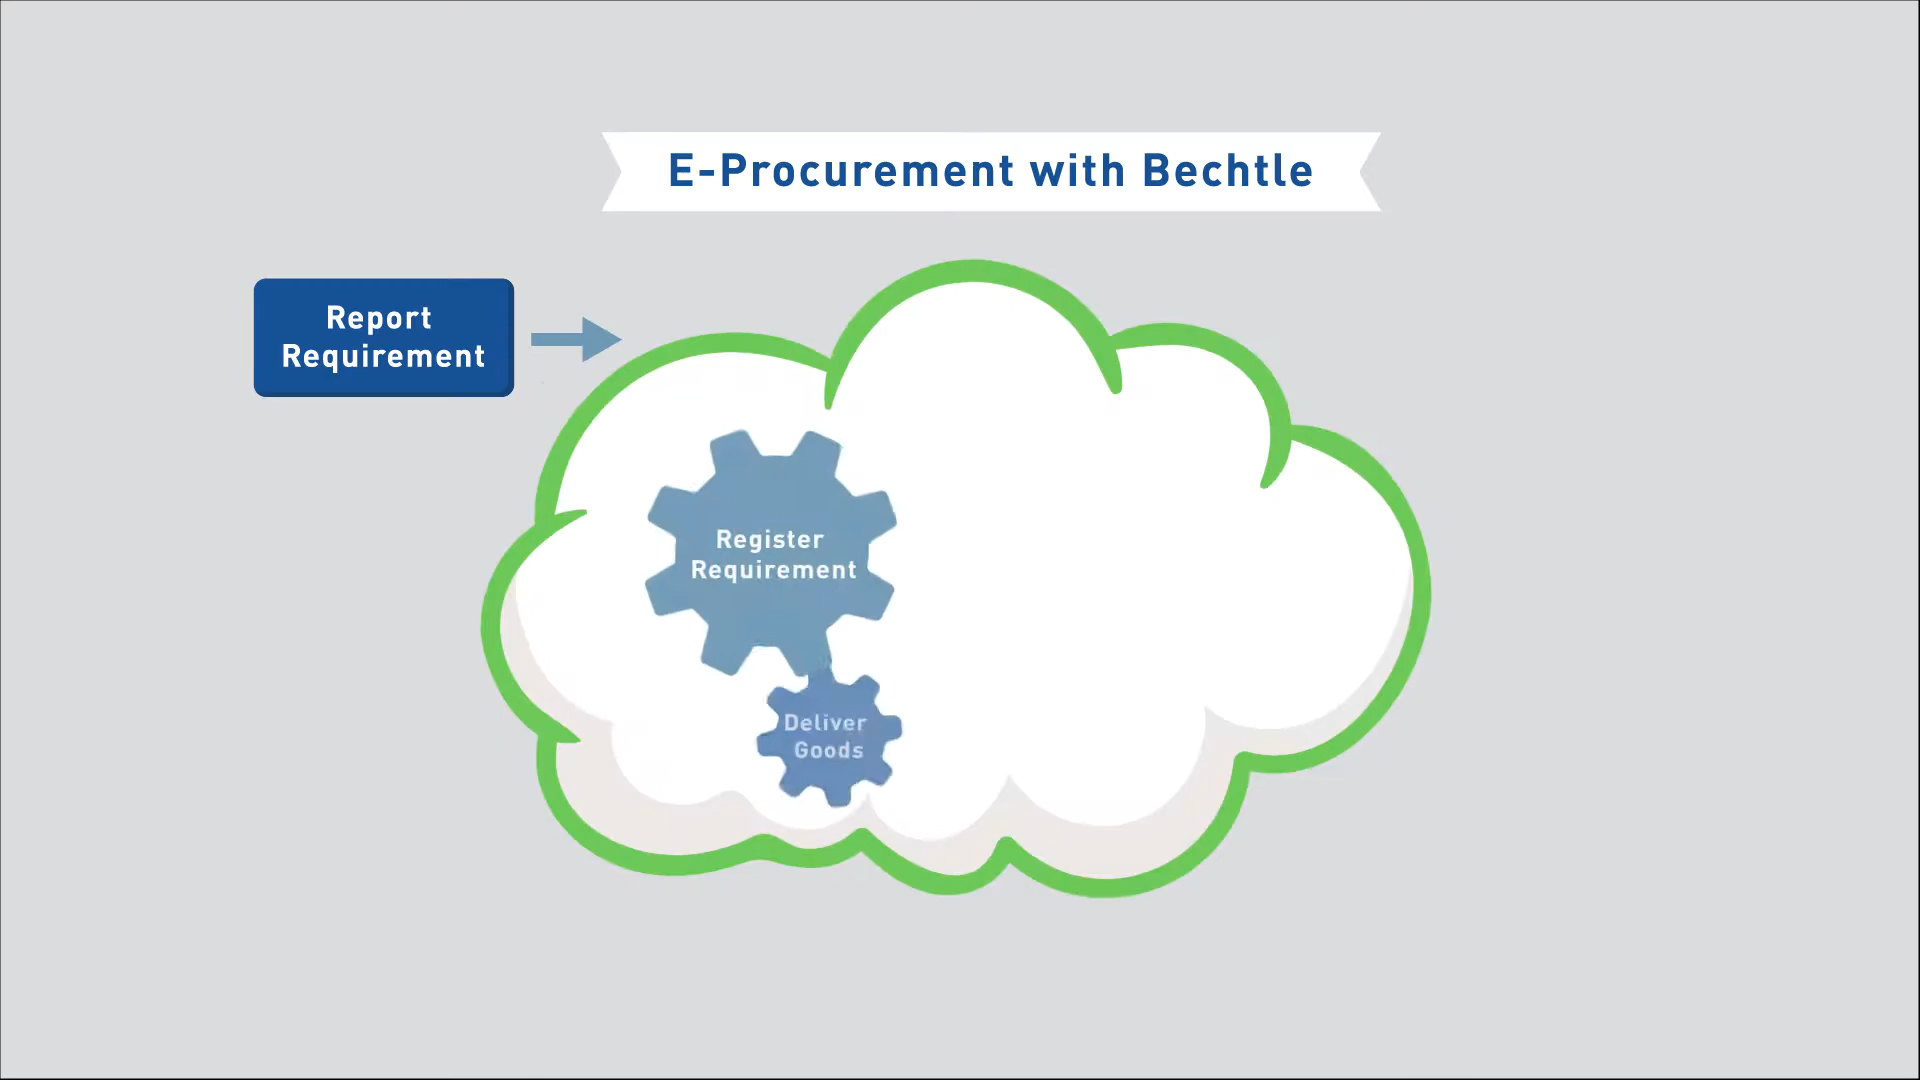 E-Procurement with Bechtle
Report
Requirement
Register
Requirement
Deliver
Goods